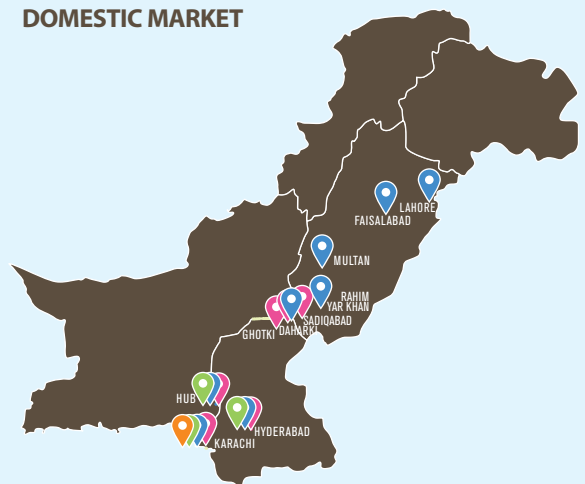 DOMESTIC MARKET
LAHORE
FAISALABAD
MULTAN
RAHIM
YAR KHAN
SADIQABAD
DAHARKI
GHOTKI
HUB
HYDERABAD
KARACHI